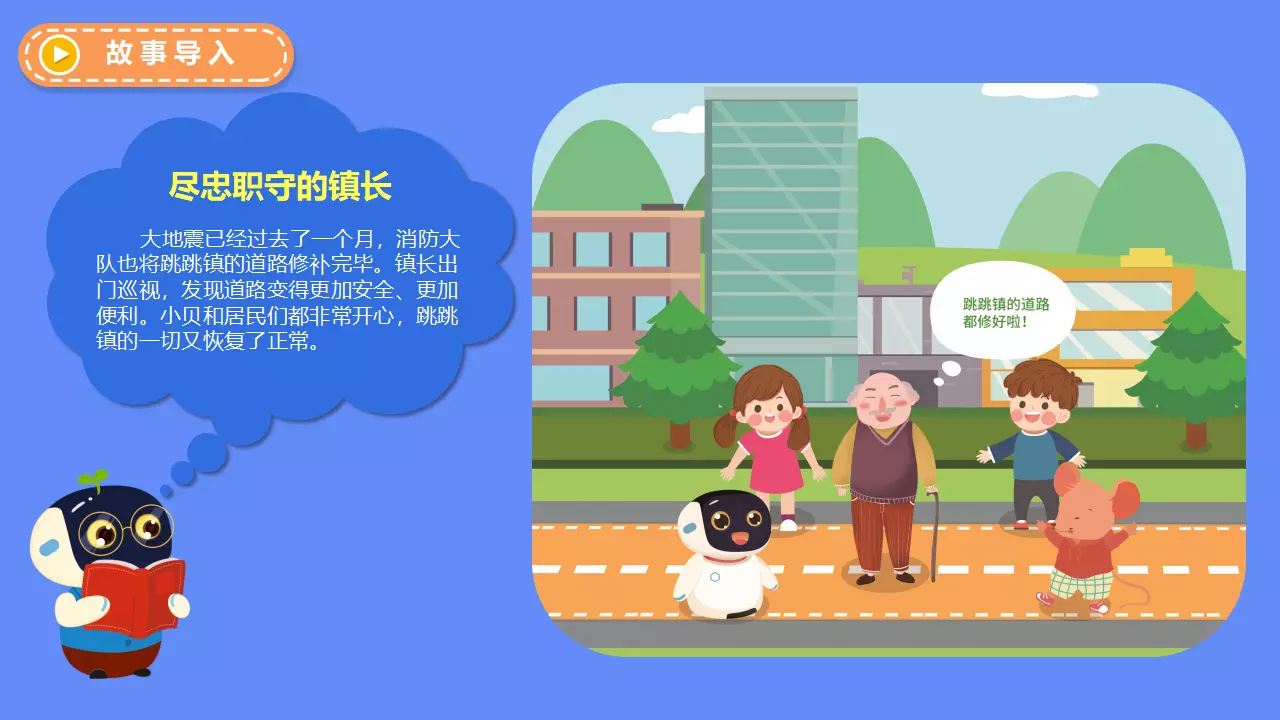 故事导入
尽忠职守的镇长
大地震已经过去了一个月，消防大
队也将跳跳镇的道路修补完毕。镇长出
门巡视，发现道路变得更加安全、更加
便利。小贝和居民们都非常开心，跳跳
镇的一切又恢复了正常。
跳跳镇的道路
都修好啦！